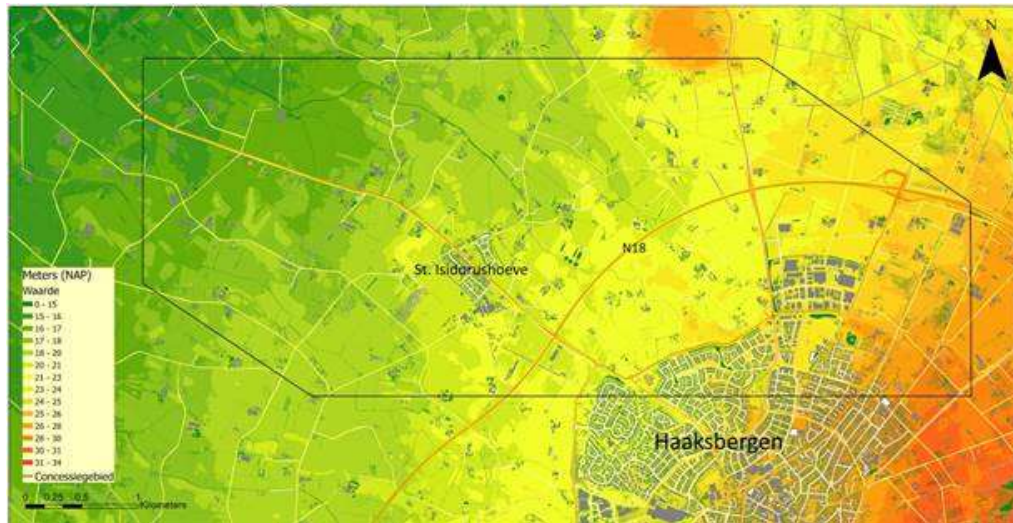 N
N18
St. Isidorushoeve
Haaksbergen
Meters (NAP)
Waarde
0 - 15
15 - 16
16 - 17
17 - 18
18 - 20
20 - 21
21 - 23
23 - 24
24 - 25
25 - 26
26 - 28
28 - 30
30 - 31
31 - 34
Concessiegebied
0 0.25 0.5 1
Kilometers